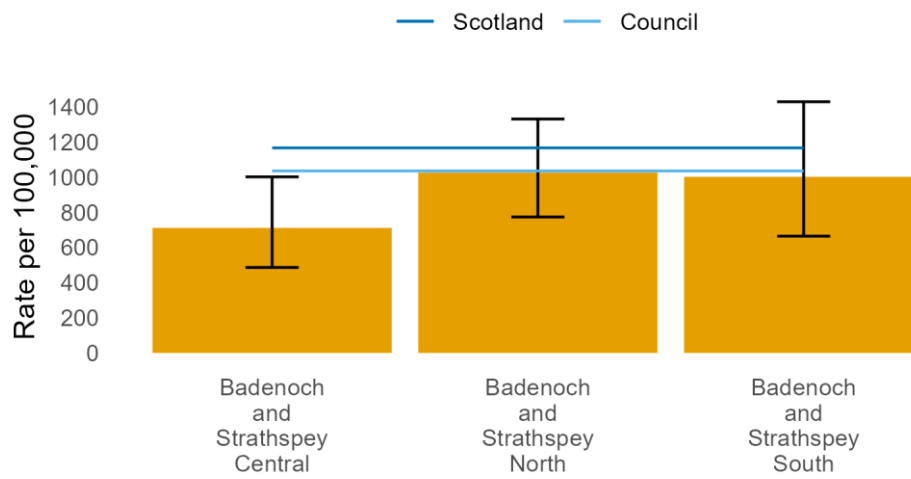 Scotland Council
Rate per 100,000
1400
1200
1000
800
600
400
200
0
Badenoch
and
Strathspey
Central
Badenoch
and
Strathspey
North
Badenoch
and
Strathspey
South